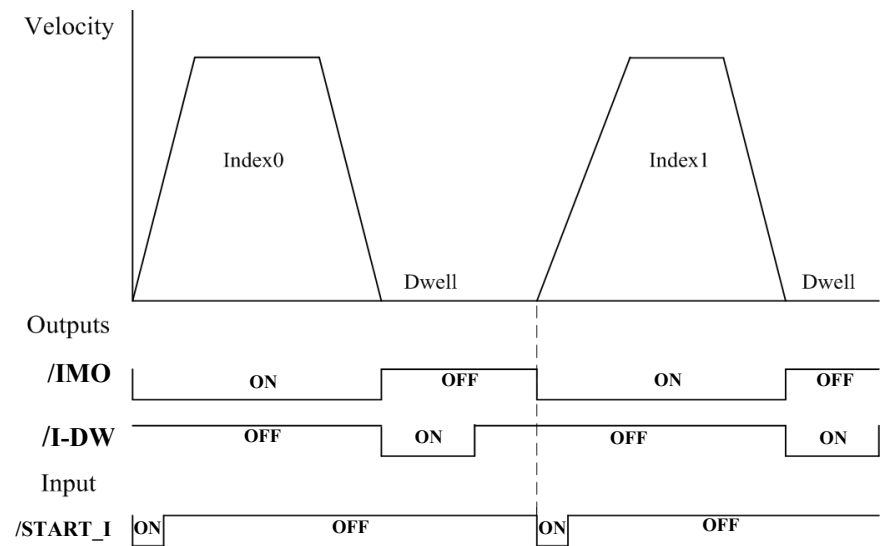 Velocity
Index0
Index1
Dwell
Dwell
Outputs
/IMO ON OFF ON OFF
/I-DW OFF ON OFF ON
Input
/START_I ON OFF ON OFF